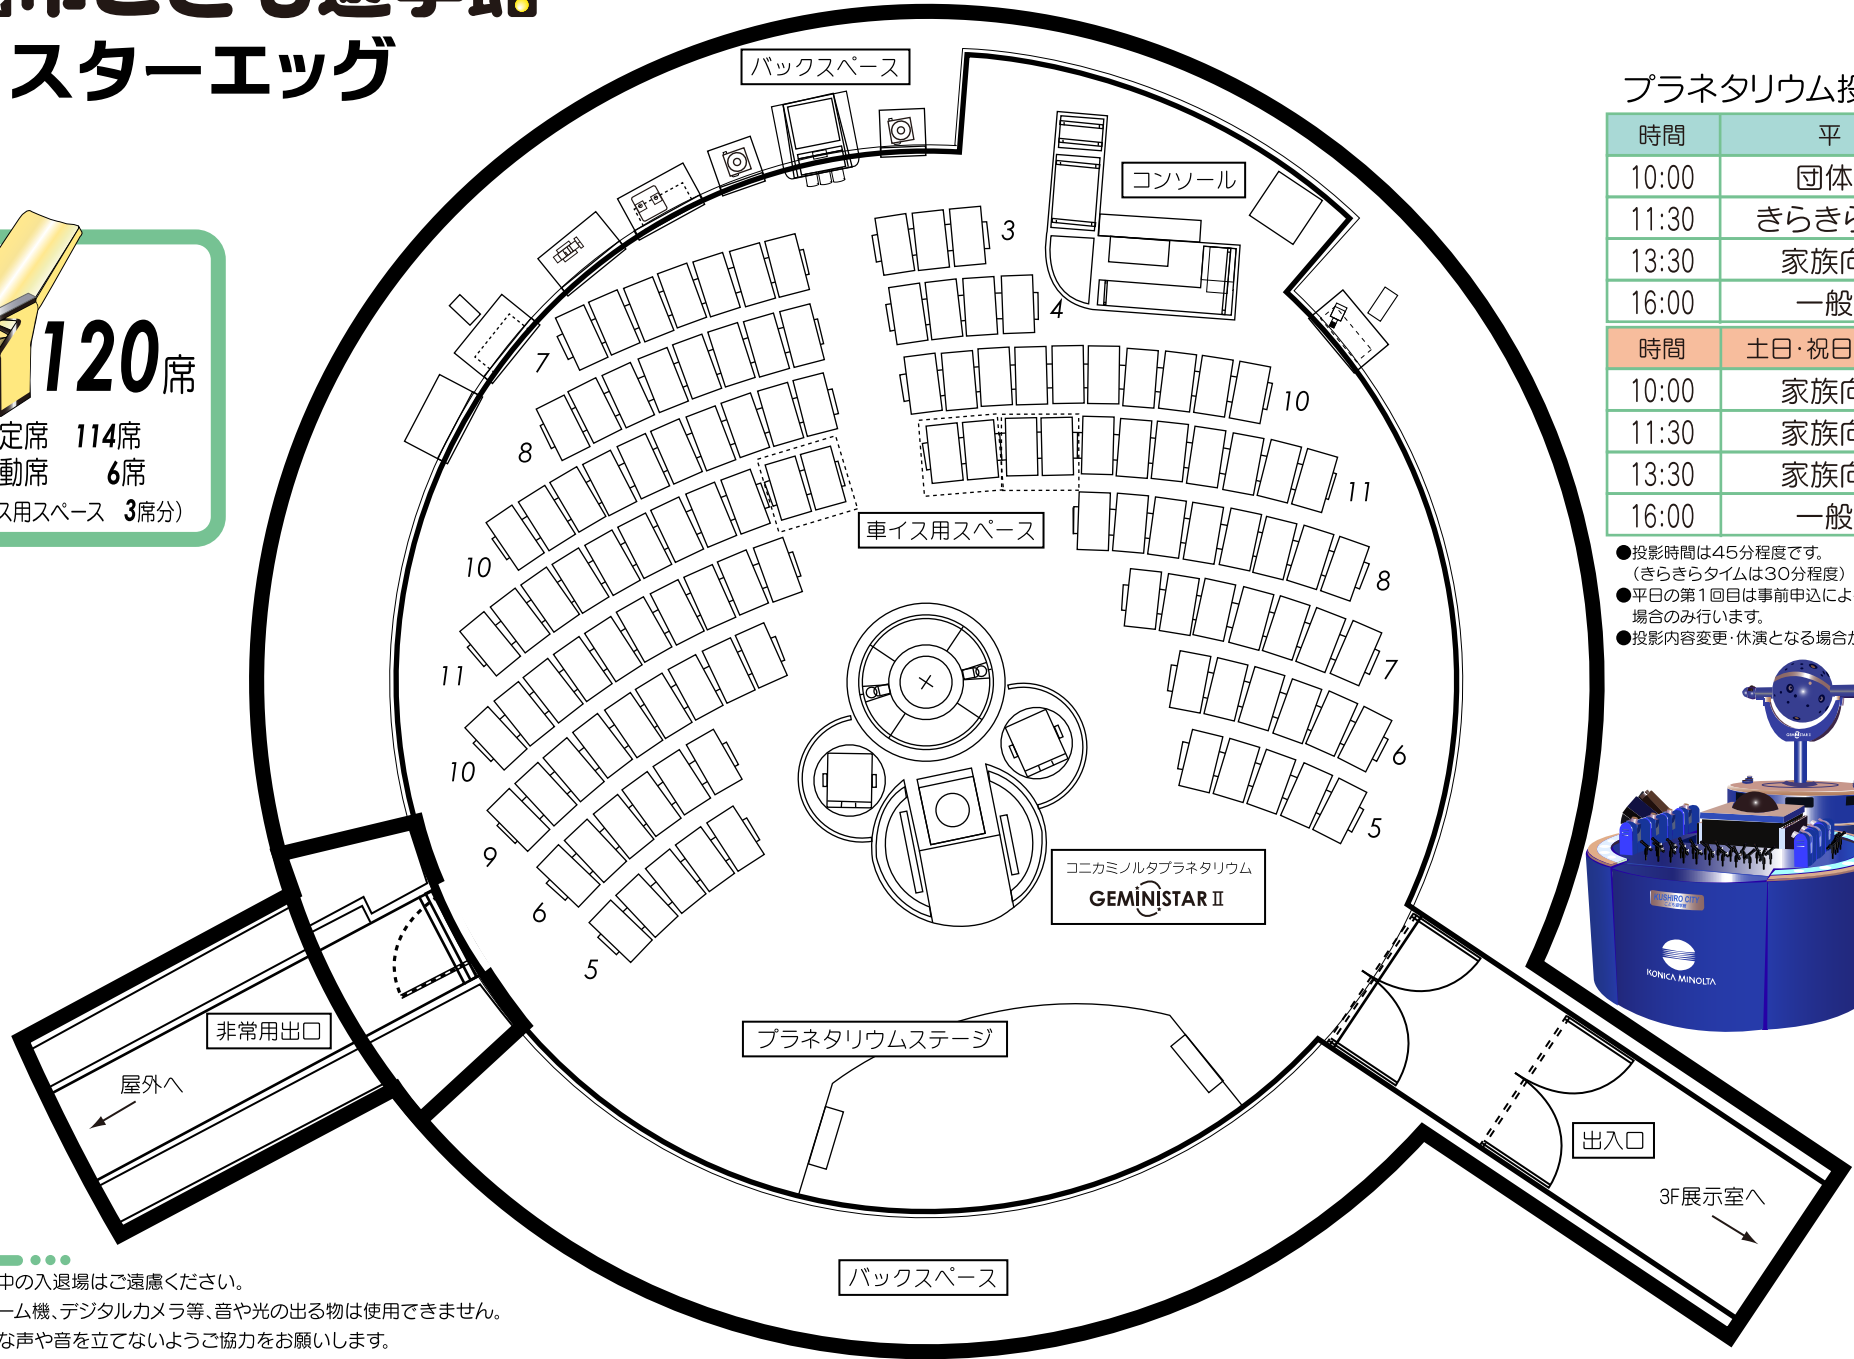 市こども遊学館
スターエッグ
120席
定席 114席
動席 6席
ス用スペース 3席分）
バックスペース
コンソール
3
4
7
8
10
11
10
9
6
5
10
11
8
7
6
5
車イス用スペース
コニカミノルタプラネタリウム
GEMINISTAR II
プラネタリウムステージ
非常用出口
屋外へ
出入口
3F展示室へ
バックスペース
プラネタリウム投
時間 平
10:00 団体
11:30 きらきら
13:30 家族向
16:00 一般
時間 土日・祝日
10:00 家族向
11:30 家族向
13:30 家族向
16:00 一般
●投影時間は45分程度です。
（きらきらタイムは30分程度）
●平日の第1回目は事前申込によ
場合のみ行います。
●投影内容変更・休演となる場合が
KUSHIRO CITY
KONICA MINOLTA
中の入退場はご遠慮ください。
ーム機、デジタルカメラ等、音や光の出る物は使用できません。
な声や音を立てないようご協力をお願いします。